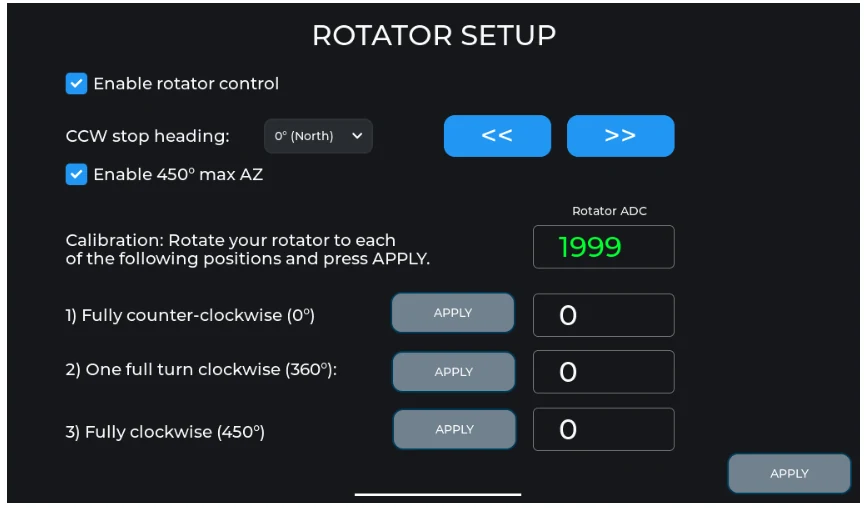 ROTATOR SETUP
Enable rotator control
CCW stop heading: 0° (North) << >>
Enable 450° max AZ
Rotator ADC
Calibration: Rotate your rotator to each
of the following positions and press APPLY.
1999
1) Fully counter-clockwise (0°) APPLY 0
2) One full turn clockwise (360°): APPLY 0
3) Fully clockwise (450°) APPLY 0
APPLY